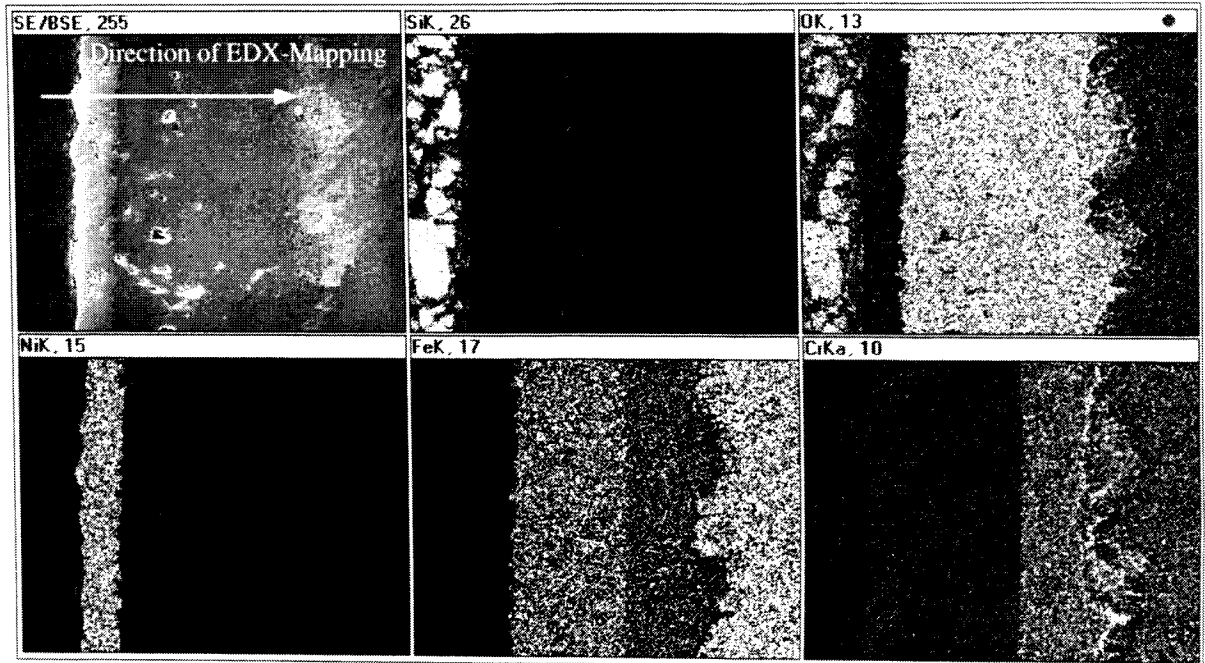 SE/BSE, 255
Direction of EDX-Mapping
SiK, 26
OK, 13
NiK, 15
FeK, 17
CrKa, 10